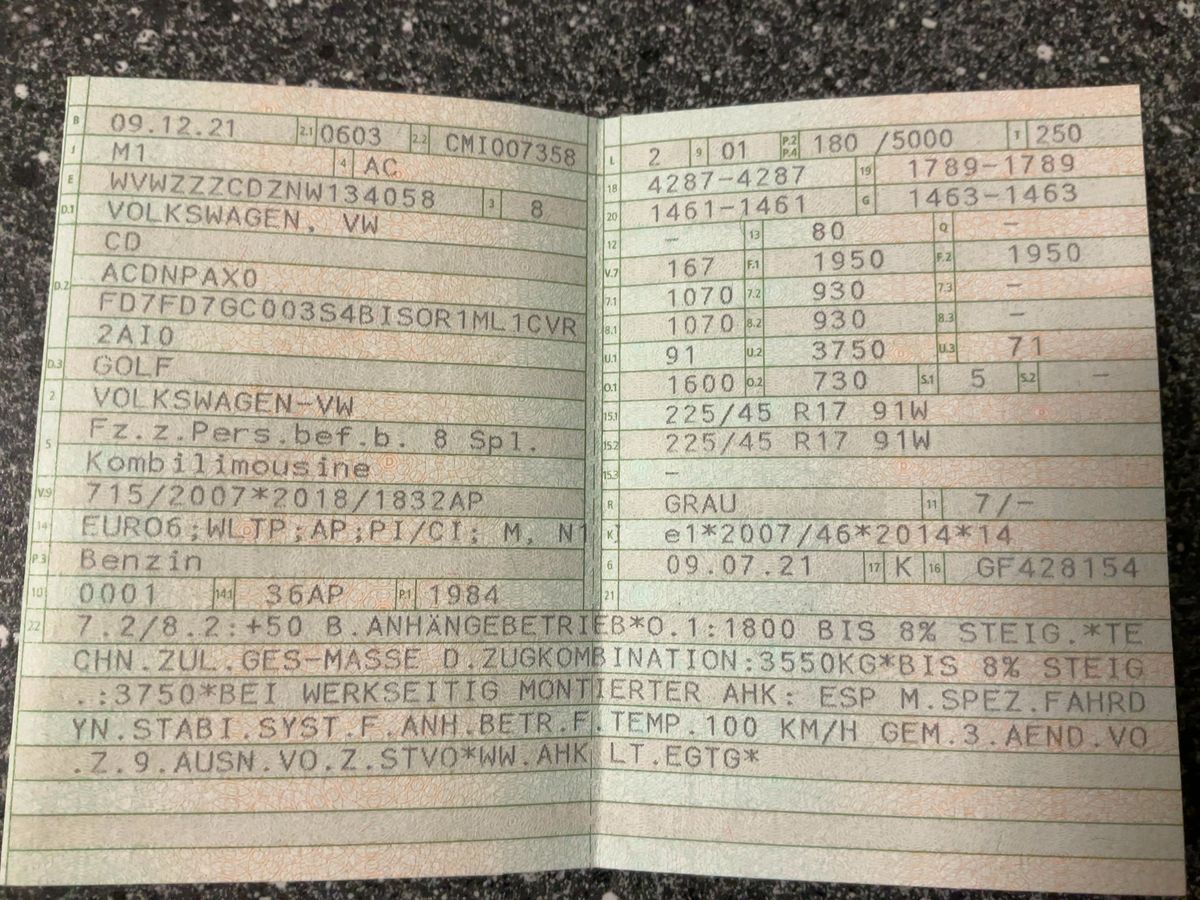 B 09.12.21 2.1 0603 2.2 CMI007358
J M1 4 AC
E WVWZZZCDZNW134058 3 8
D.1 VOLKSWAGEN, VW
CD
D.2 ACDNPAX0
FD7FD7GC003S4BISOR1ML1CVR
2AI0
D.3 GOLF
2 VOLKSWAGEN-VW
5 Fz.z.Pers.bef.b. 8 Spl.
Kombilimousine
V.9 715/2007*2018/1832AP
14 EURO6;WLTP;AP;PI/CI; M, N1 I
P.3 Benzin
10 0001 14.1 36AP P.1 1984
L 2 9 01 P.2 P.4 180 /5000 T 250
18 4287-4287 19 1789-1789
20 1461-1461 G 1463-1463
12 – 13 80 Q –
V.7 167 F.1 1950 F.2 1950
7.1 1070 7.2 930 7.3 –
8.1 1070 8.2 930 8.3 –
U.1 91 U.2 3750 U.3 71
O.1 1600 O.2 730 S.1 5 S.2 –
15.1 225/45 R17 91W
15.2 225/45 R17 91W
15.3 –
R GRAU 11 7/-
K e1*2007/46*2014*14
6 09.07.21 17 K 16 GF428154
21
22 7.2/8.2:+50 B.ANHÄNGEBETRIEB*O.1:1800 BIS 8% STEIG.*TE
CHN.ZUL.GES-MASSE D.ZUGKOMBINATION:3550KG*BIS 8% STEIG
.:3750*BEI WERKSEITIG MONTIERTER AHK: ESP M.SPEZ.FAHRD
YN.STABI.SYST.F.ANH.BETR.F.TEMP.100 KM/H GEM.3.AEND.VO
.Z.9.AUSN.VO.Z.STVO*WW.AHK LT.EGTG*